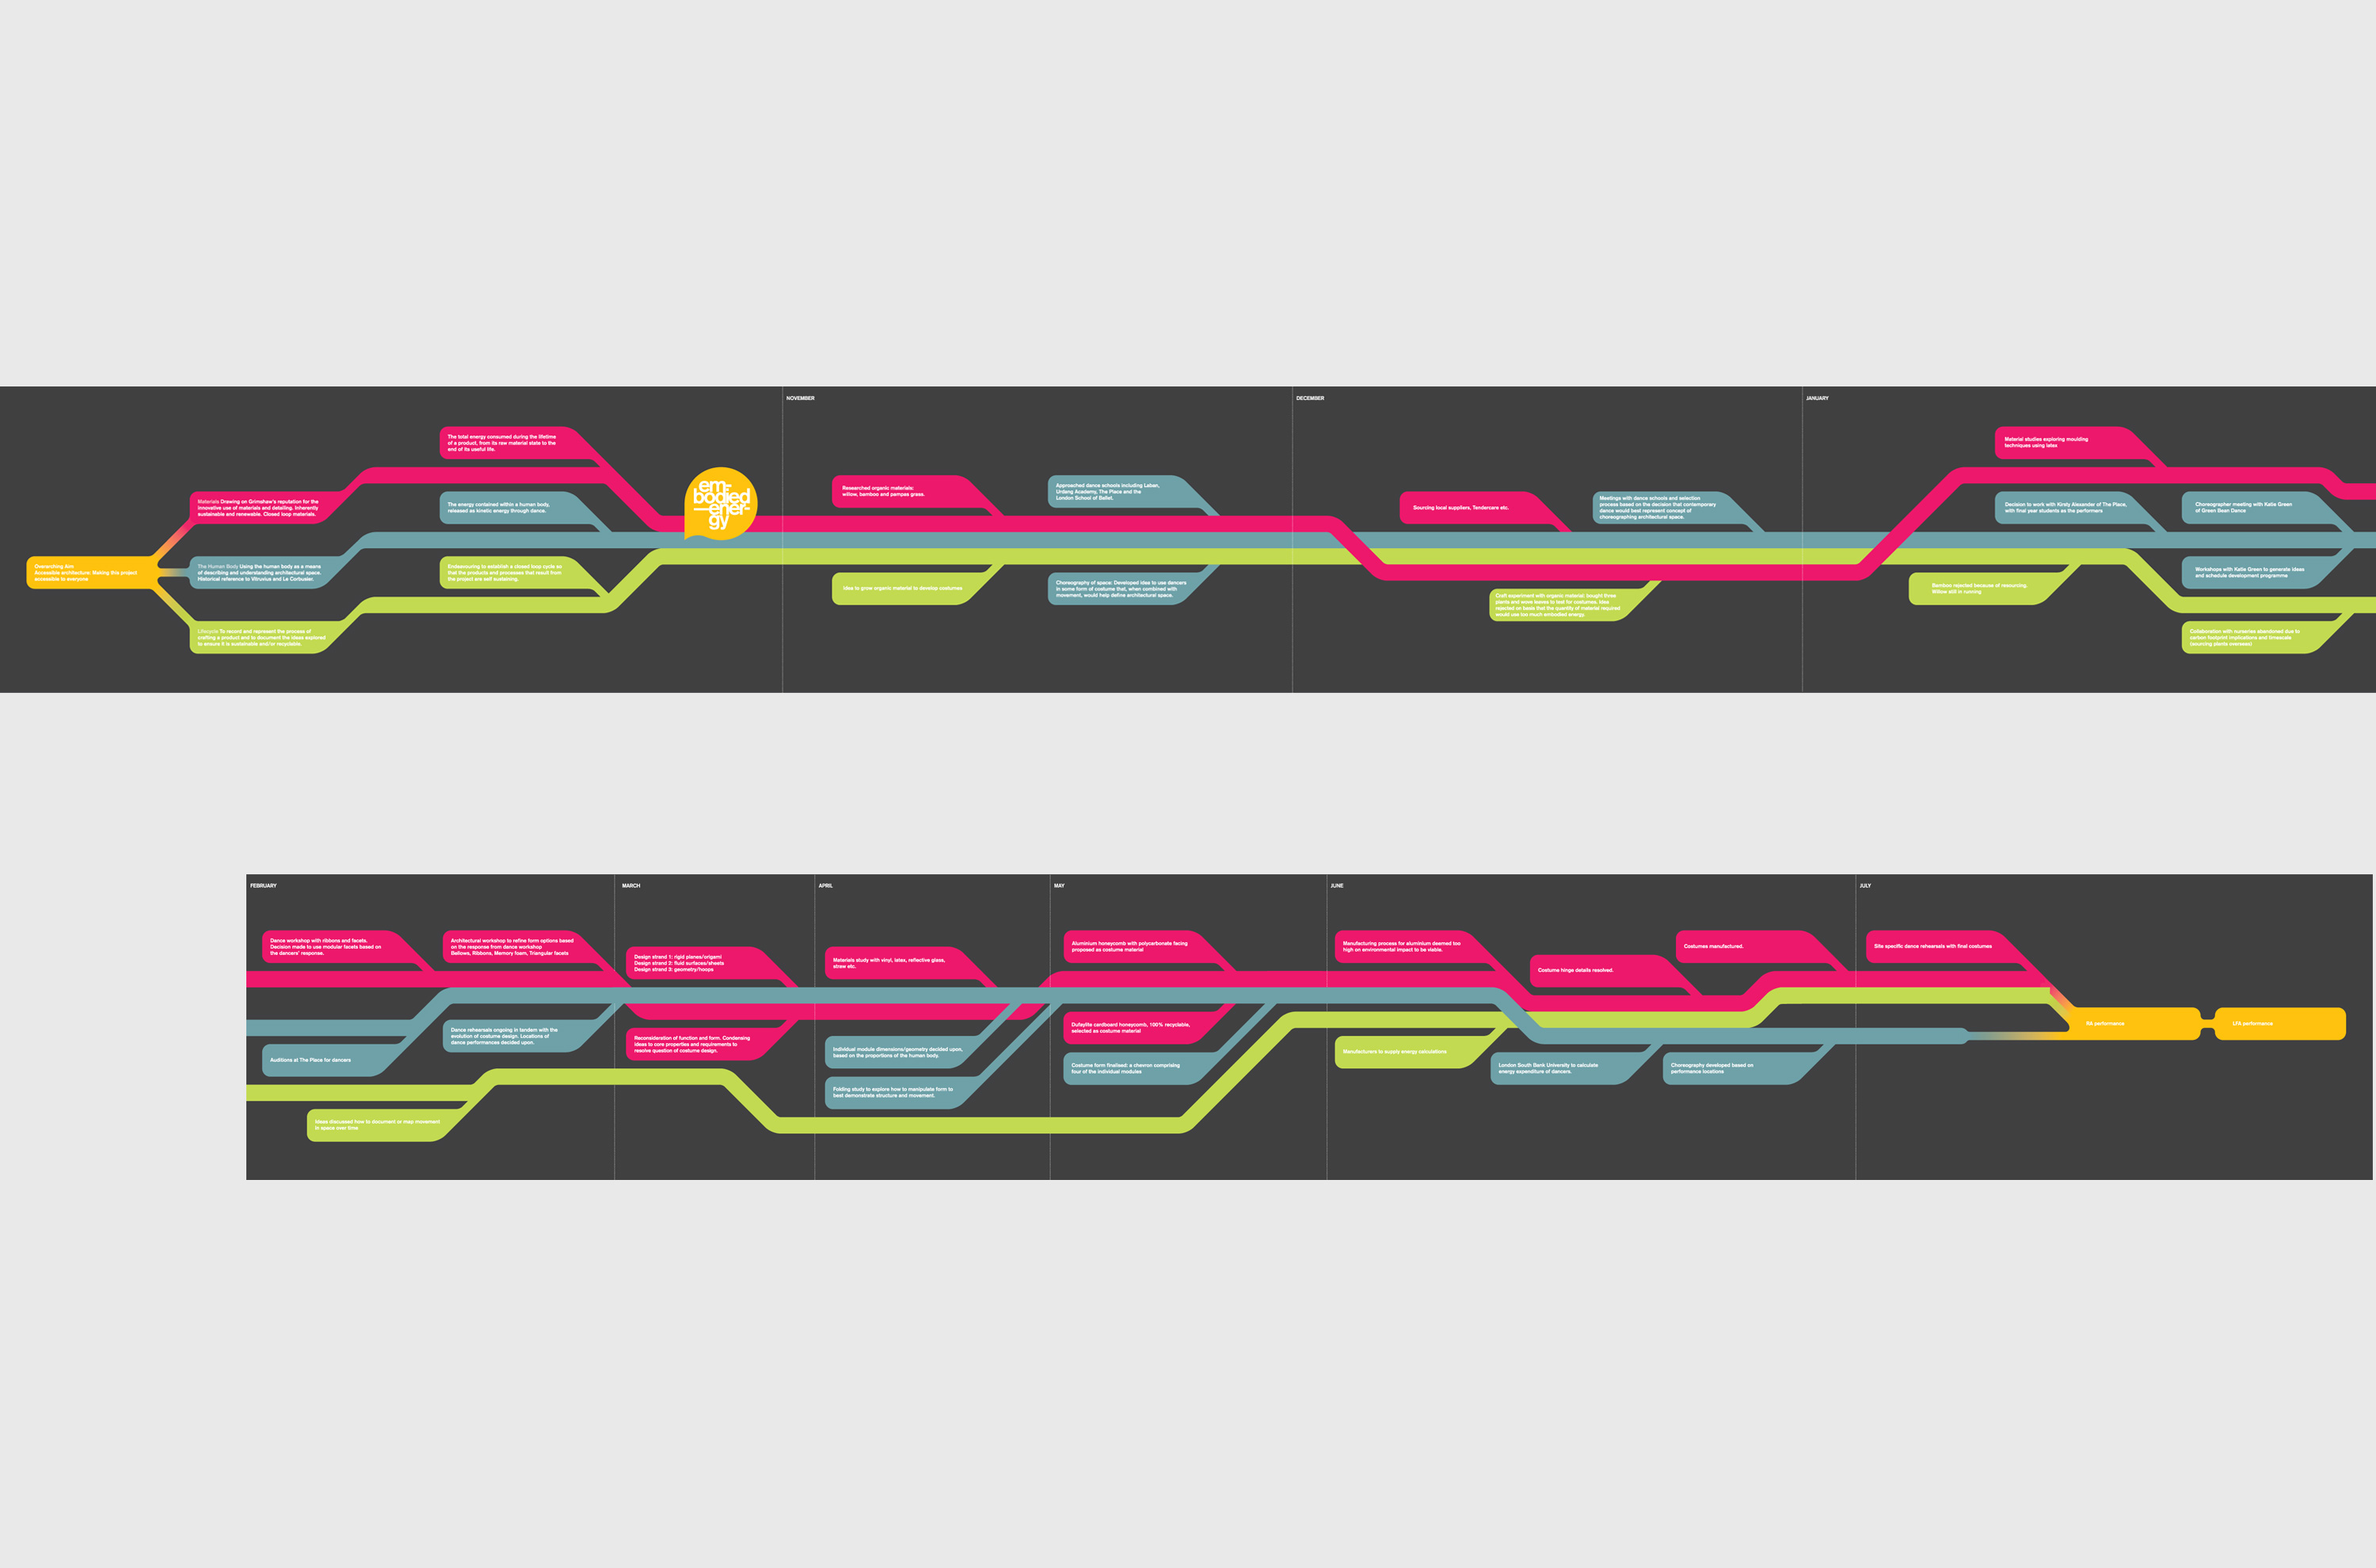 NOVEMBER
DECEMBER
JANUARY
Overarching Aim
Accessible architecture: Making this project
accessible to everyone
Materials Drawing on Grimshaw's reputation for the
innovative use of materials and detailing. Inherently
sustainable and renewable. Closed loop materials.
The Human Body Using the human body as a means
of describing and understanding architectural space.
Historical reference to Vitruvius and Le Corbusier.
Lifecycle To record and represent the process of
crafting a product and to document the ideas explored
to ensure it is sustainable and/or recyclable.
The total energy consumed during the lifetime
of a product, from its raw material state to the
end of its useful life.
The energy contained within a human body,
released as kinetic energy through dance.
Endeavouring to establish a closed loop cycle so
that the products and processes that result from
the project are self sustaining.
em-
bodied
ener-
gy
Researched organic materials:
willow, bamboo and pampas grass.
Idea to grow organic material to develop costumes
Approached dance schools including Laban,
Urdang Academy, The Place and the
London School of Ballet.
Choreography of space: Developed idea to use dancers
in some form of costume that, when combined with
movement, would help define architectural space.
Sourcing local suppliers, Tendercare etc.
Craft experiment with organic material: bought three
plants and wove leaves to test for costumes. Idea
rejected on basis that the quantity of material required
would use too much embodied energy.
Meetings with dance schools and selection
process based on the decision that contemporary
dance would best represent concept of
choreographing architectural space.
Material studies exploring moulding
techniques using latex
Decision to work with Kirsty Alexander of The Place,
with final year students as the performers
Bamboo rejected because of resourcing.
Willow still in running
Choreographer meeting with Katie Green
of Green Bean Dance
Workshops with Katie Green to generate ideas
and schedule development programme
Collaboration with nurseries abandoned due to
carbon footprint implications and timescale
(sourcing plants overseas)
FEBRUARY
MARCH
APRIL
MAY
JUNE
JULY
Dance workshop with ribbons and facets.
Decision made to use modular facets based on
the dancers' response.
Auditions at The Place for dancers
Ideas discussed how to document or map movement
in space over time
Architectural workshop to refine form options based
on the response from dance workshop
Bellows, Ribbons, Memory foam, Triangular facets
Dance rehearsals ongoing in tandem with the
evolution of costume design. Locations of
dance performances decided upon.
Design strand 1: rigid planes/origami
Design strand 2: fluid surfaces/sheets
Design strand 3: geometry/hoops
Reconsideration of function and form. Condensing
ideas to core properties and requirements to
resolve question of costume design.
Materials study with vinyl, latex, reflective glass,
straw etc.
Individual module dimensions/geometry decided upon,
based on the proportions of the human body.
Folding study to explore how to manipulate form to
best demonstrate structure and movement.
Aluminium honeycomb with polycarbonate facing
proposed as costume material
Dufaylite cardboard honeycomb, 100% recyclable,
selected as costume material
Costume form finalised: a chevron comprising
four of the individual modules
Manufacturing process for aluminium deemed too
high on environmental impact to be viable.
Manufacturers to supply energy calculations
Costume hinge details resolved.
London South Bank University to calculate
energy expenditure of dancers.
Costumes manufactured.
Choreography developed based on
performance locations
Site specific dance rehearsals with final costumes
RA performance
LFA performance